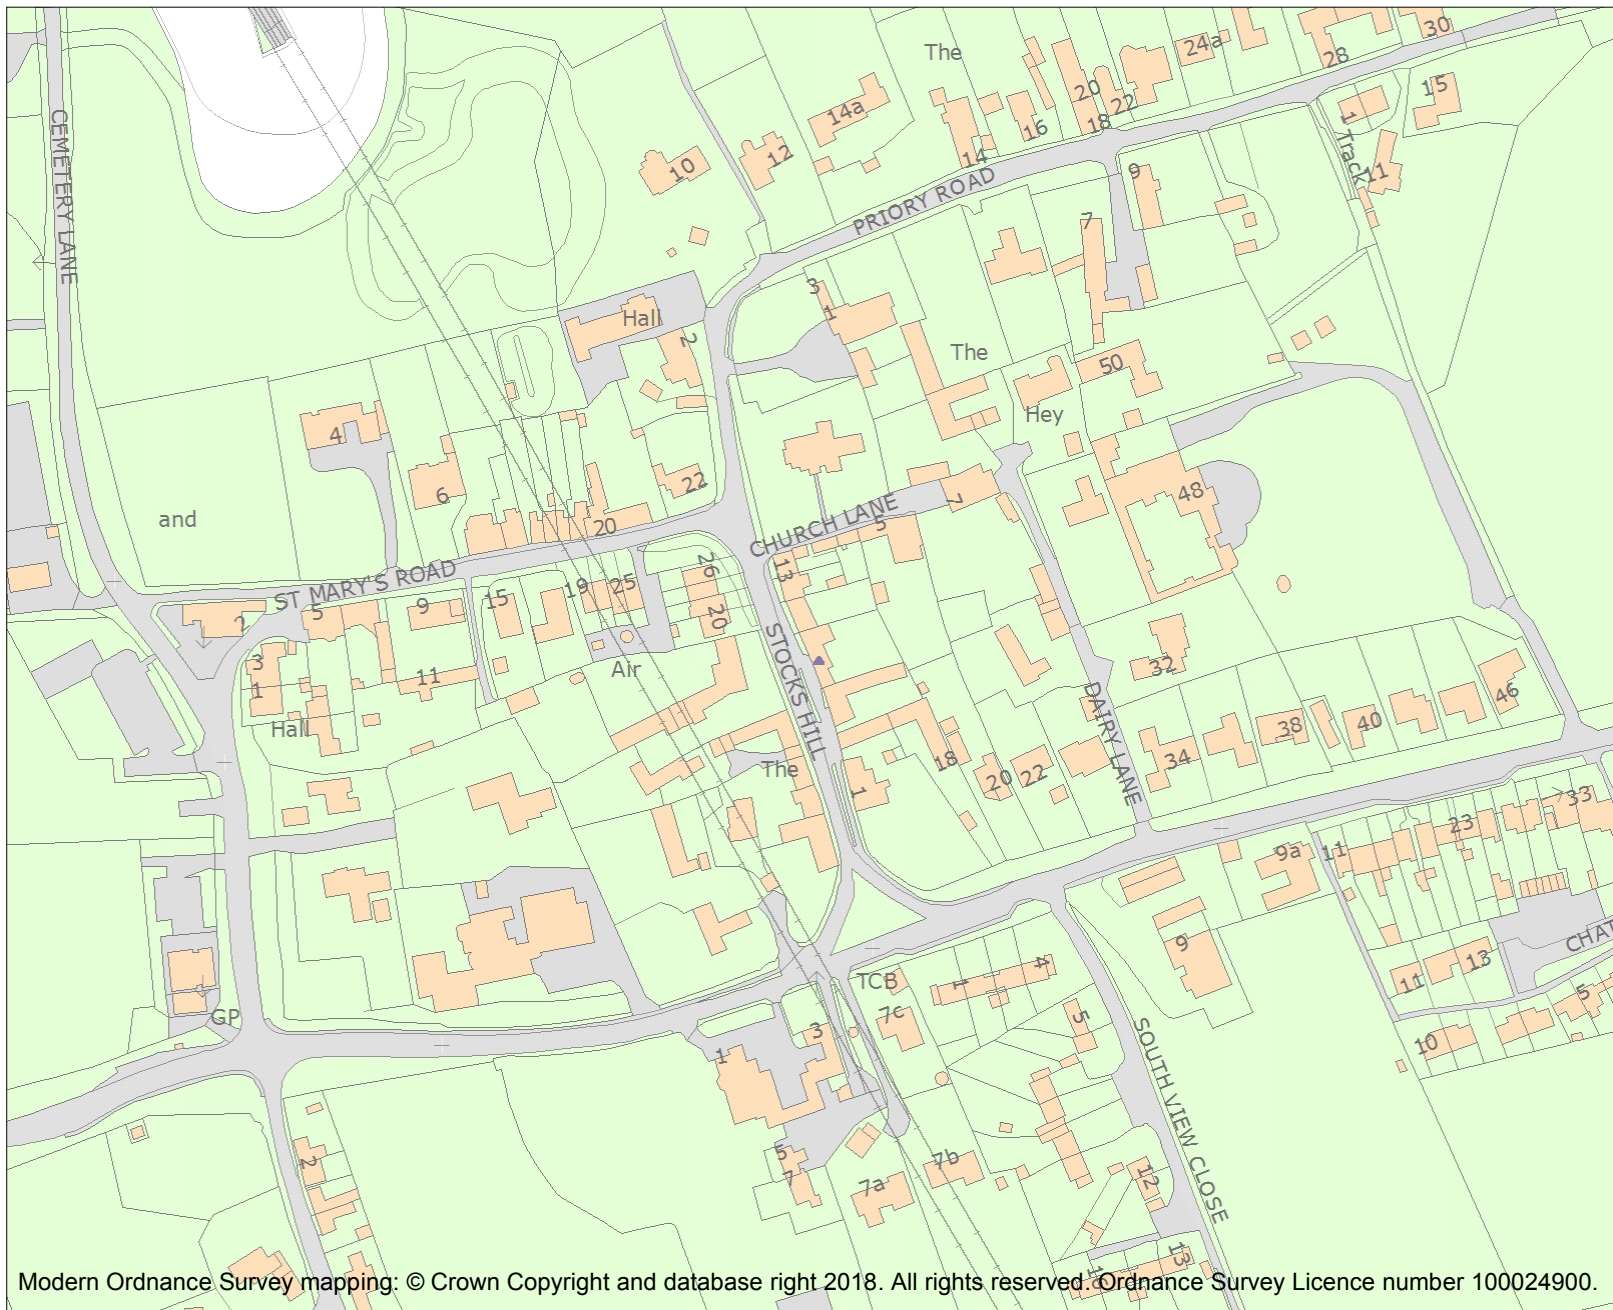 30
The
24a
28
20
22
15
14a
16
18
1
Track
CEMETERY LANE
12
14
10
9
11
PRIORY ROAD
7
3
1
Hall
2
The
50
Hey
4
6
22
48
7
and
20
CHURCH LANE
5
ST MARY'S ROAD
13
26
19
25
15
9
5
2
20
STOCKS HILL
3
1
11
Air
32
DAIRY LANE
46
Hall
38
40
The
18
34
20
22
1
33
23
11
9a
9
CHAT
4
13
TCB
1
11
5
GP
7c
3
5
10
1
SOUTH VIEW CLOSE
2
5
7
7b
7a
12
13
Modern Ordnance Survey mapping: © Crown Copyright and database right 2018. All rights reserved. Ordnance Survey Licence number 100024900.